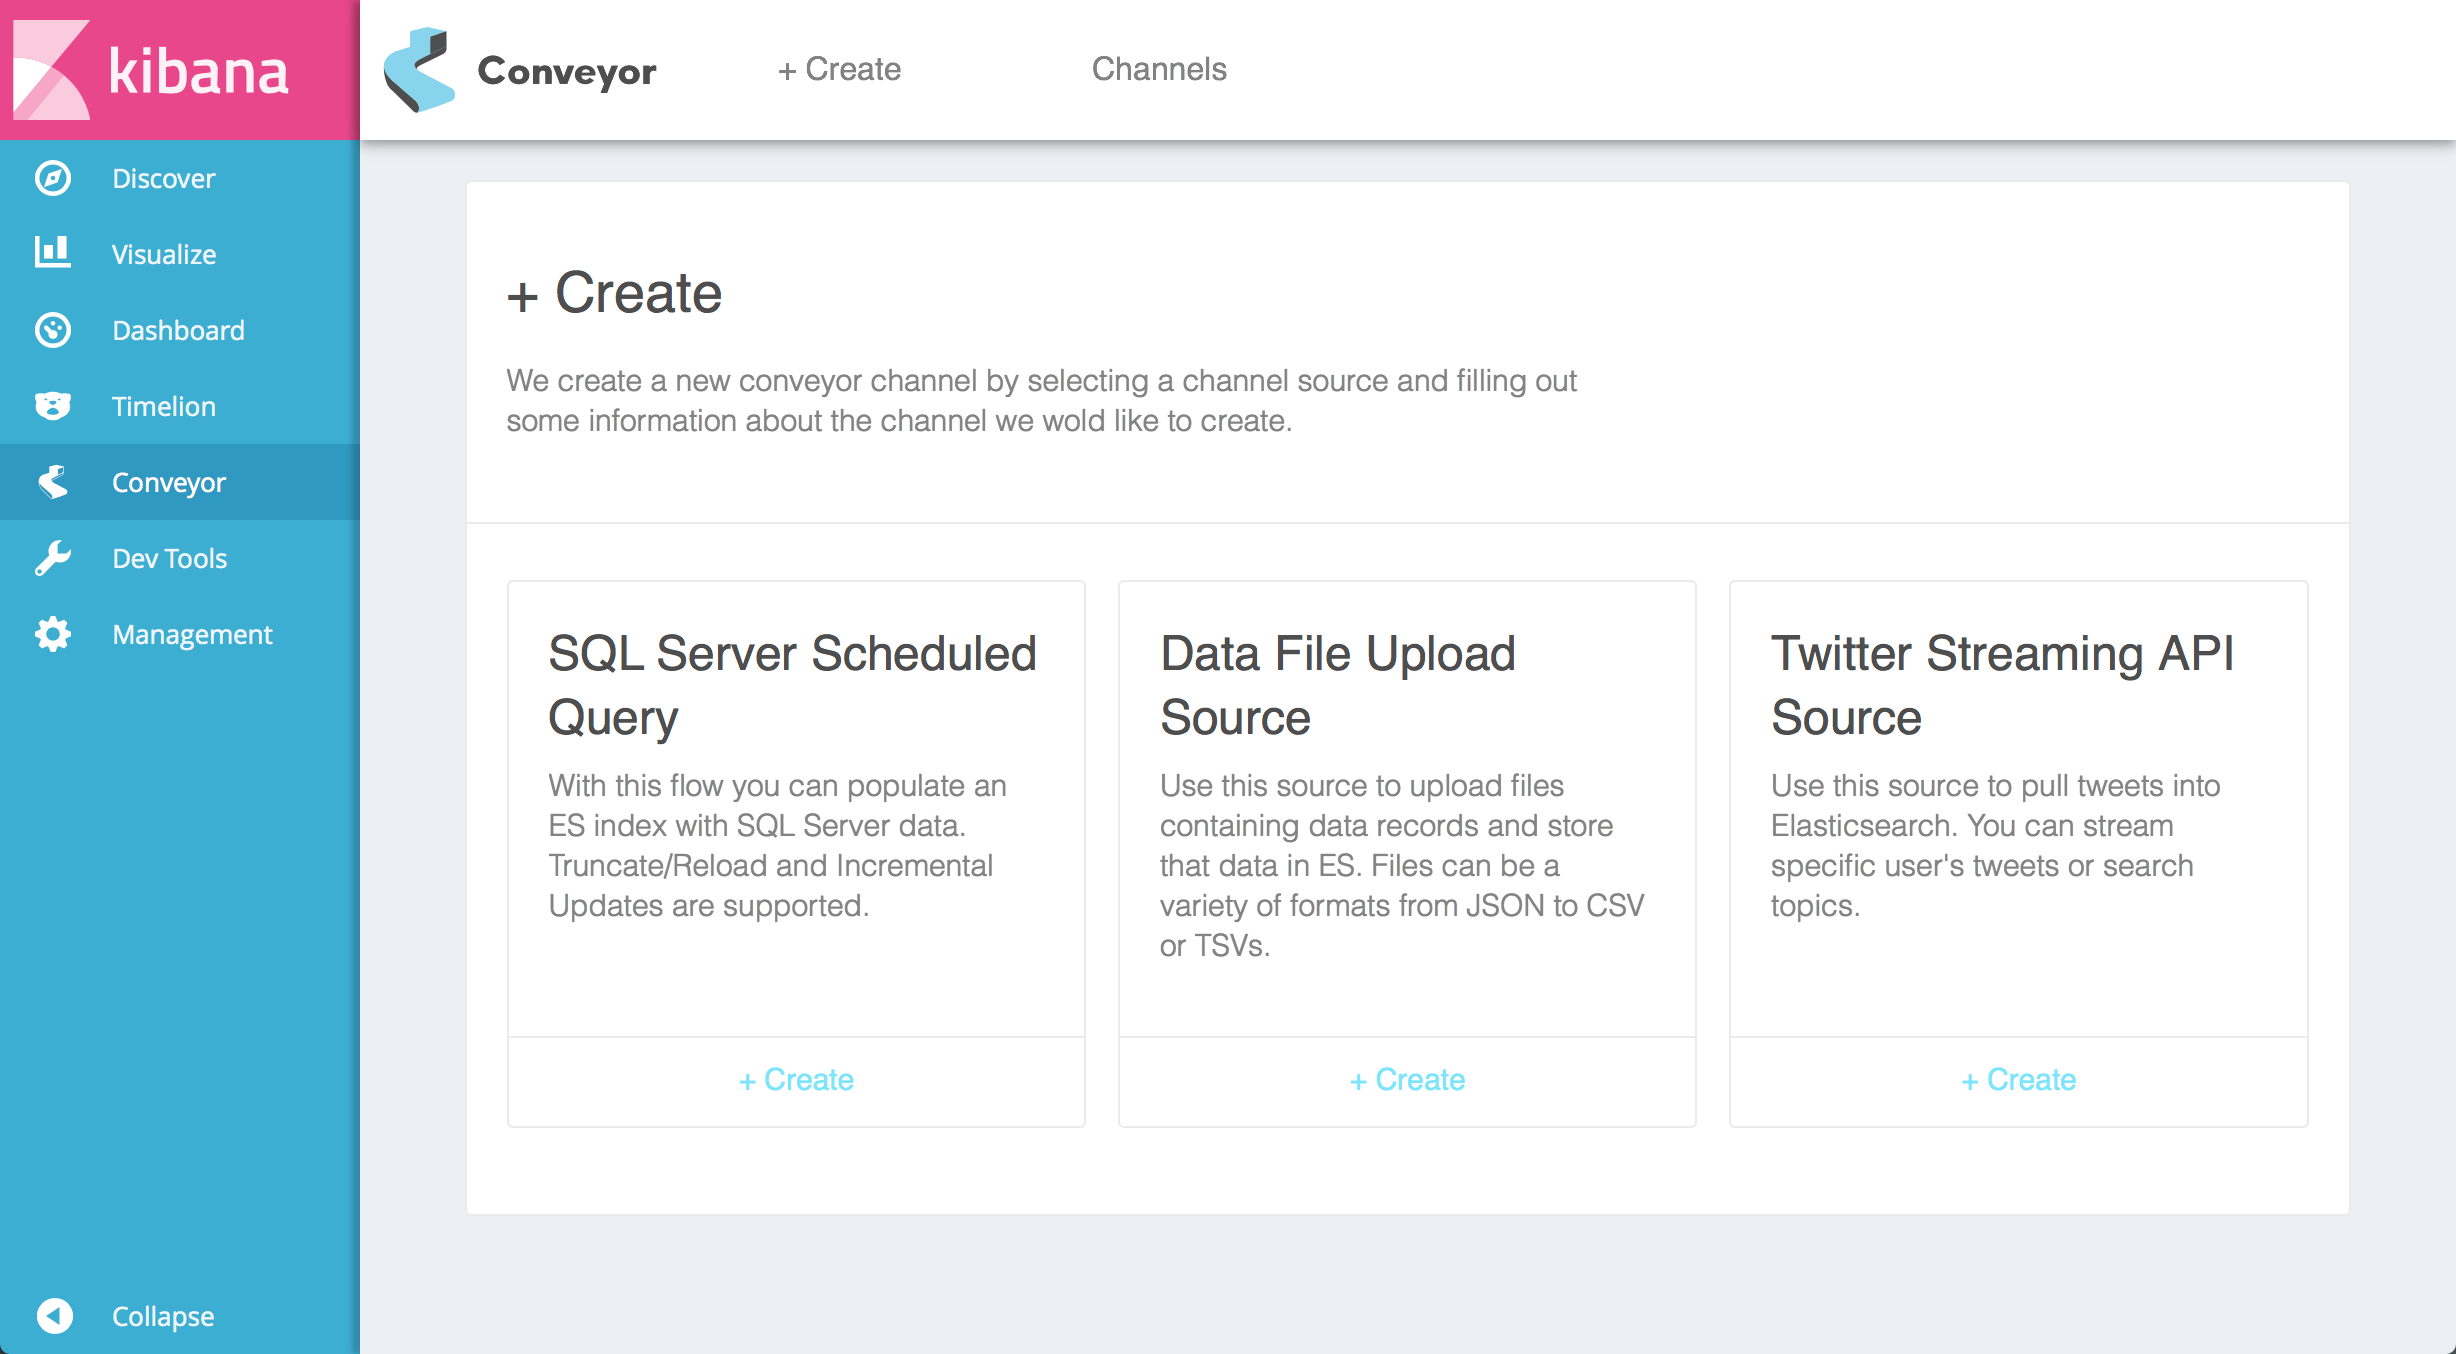 kibana
Discover
Visualize
Dashboard
Timelion
Conveyor
Dev Tools
Management
Collapse
Conveyor
+ Create
Channels
+ Create
We create a new conveyor channel by selecting a channel source and filling out
some information about the channel we wold like to create.
SQL Server Scheduled
Query
With this flow you can populate an
ES index with SQL Server data.
Truncate/Reload and Incremental
Updates are supported.
+ Create
Data File Upload
Source
Use this source to upload files
containing data records and store
that data in ES. Files can be a
variety of formats from JSON to CSV
or TSVs.
+ Create
Twitter Streaming API
Source
Use this source to pull tweets into
Elasticsearch. You can stream
specific user's tweets or search
topics.
+ Create